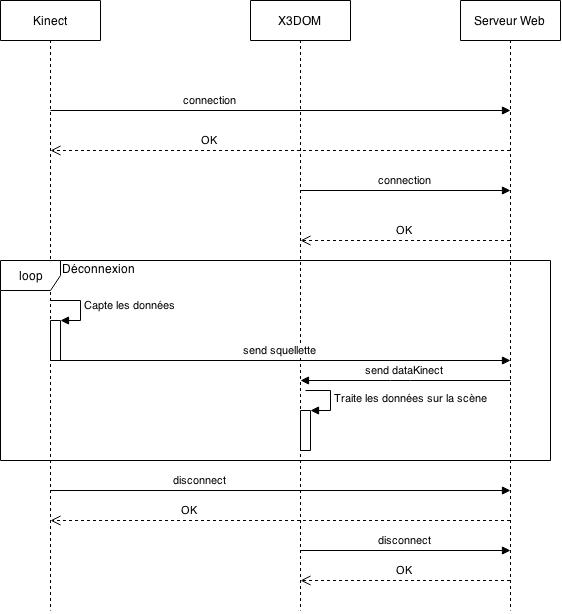 Kinect
X3DOM
Serveur Web
connection
OK
connection
OK
loop
Déconnexion
Capte les données
send squellette
send dataKinect
Traite les données sur la scène
disconnect
OK
disconnect
OK